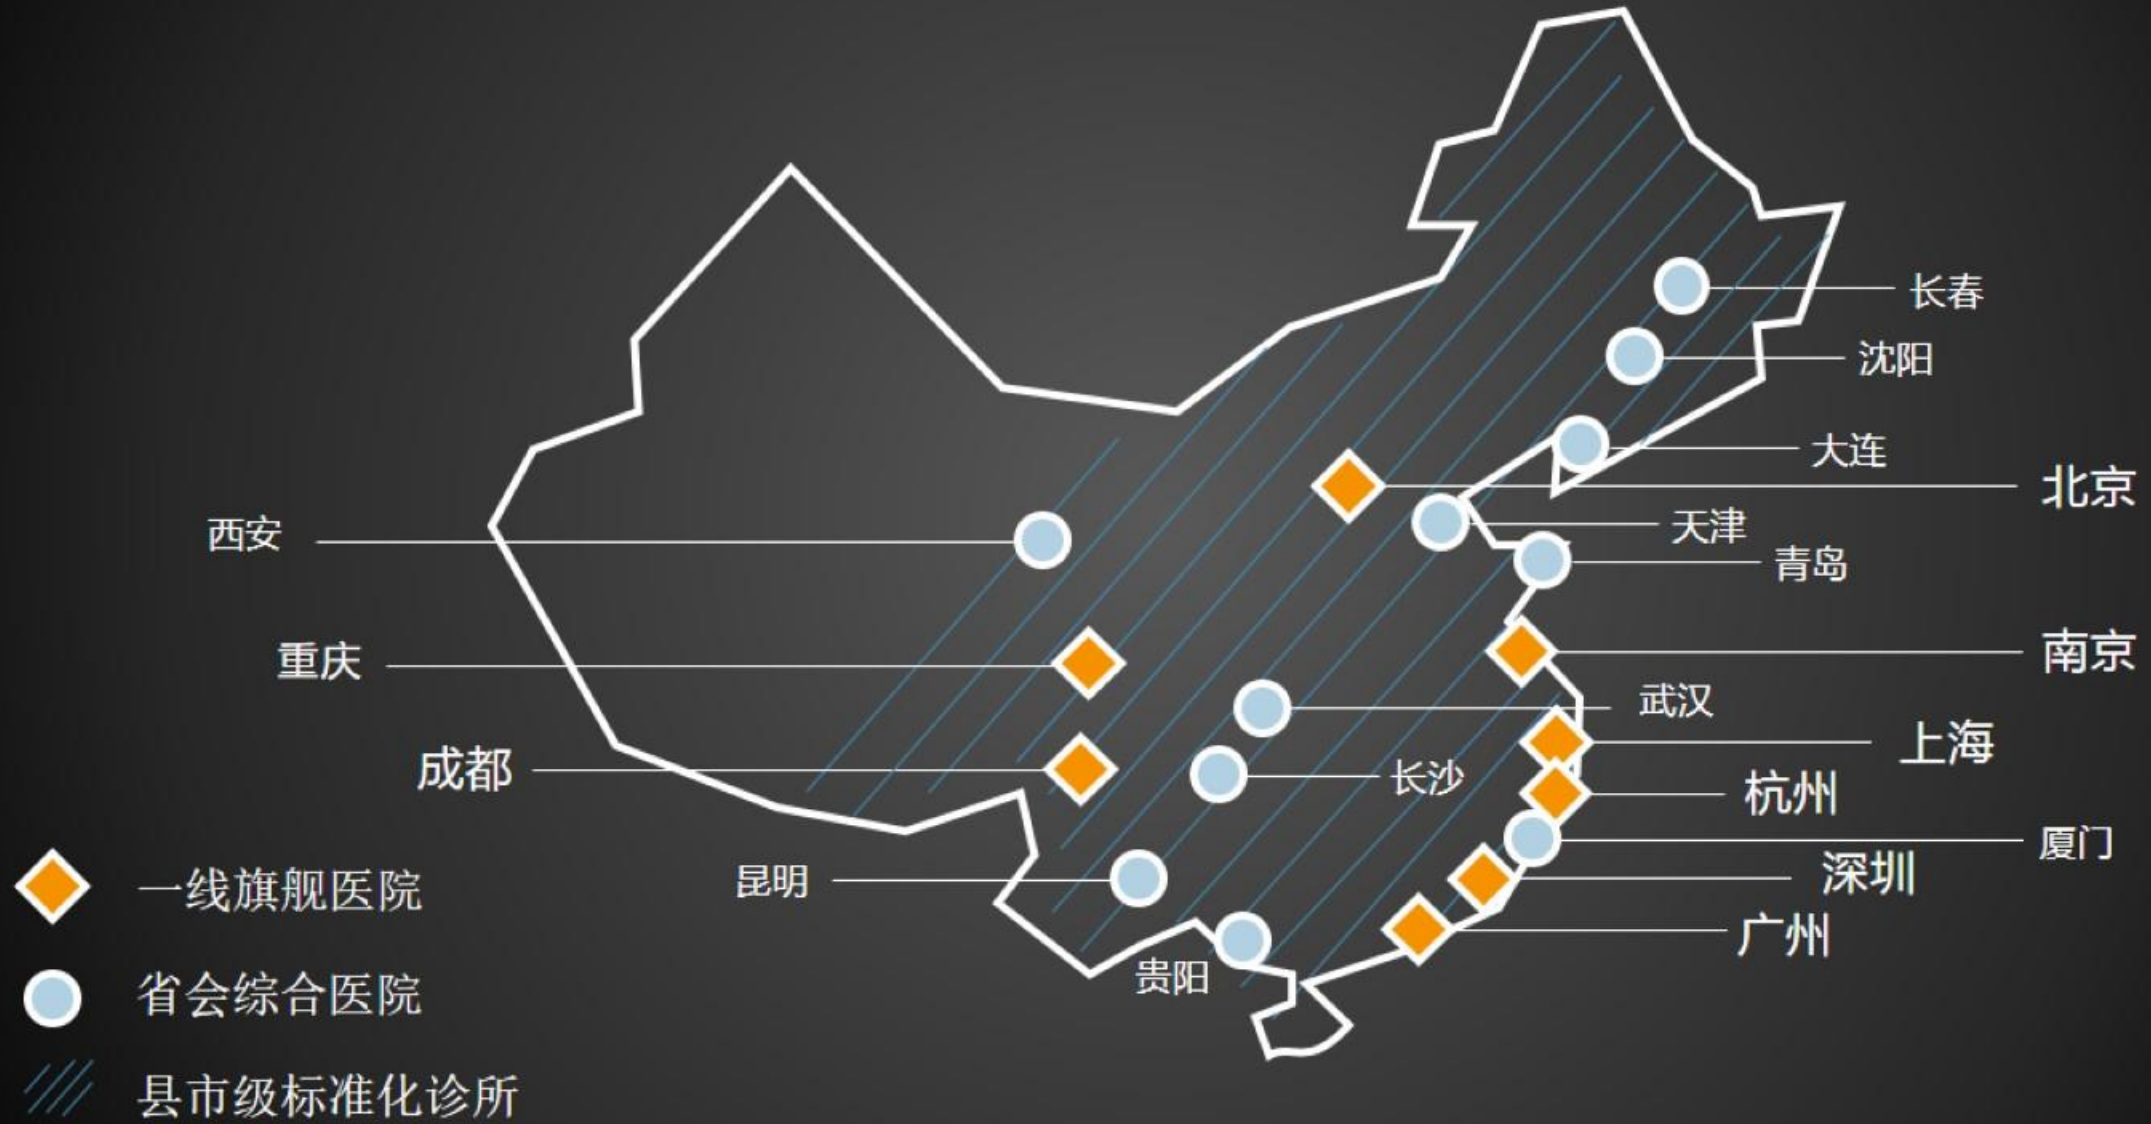 长春
沈阳
大连
北京
天津
西安
青岛
重庆
南京
武汉
上海
成都
长沙
杭州
厦门
昆明
深圳
一线旗舰医院
广州
贵阳
省会综合医院
县市级标准化诊所